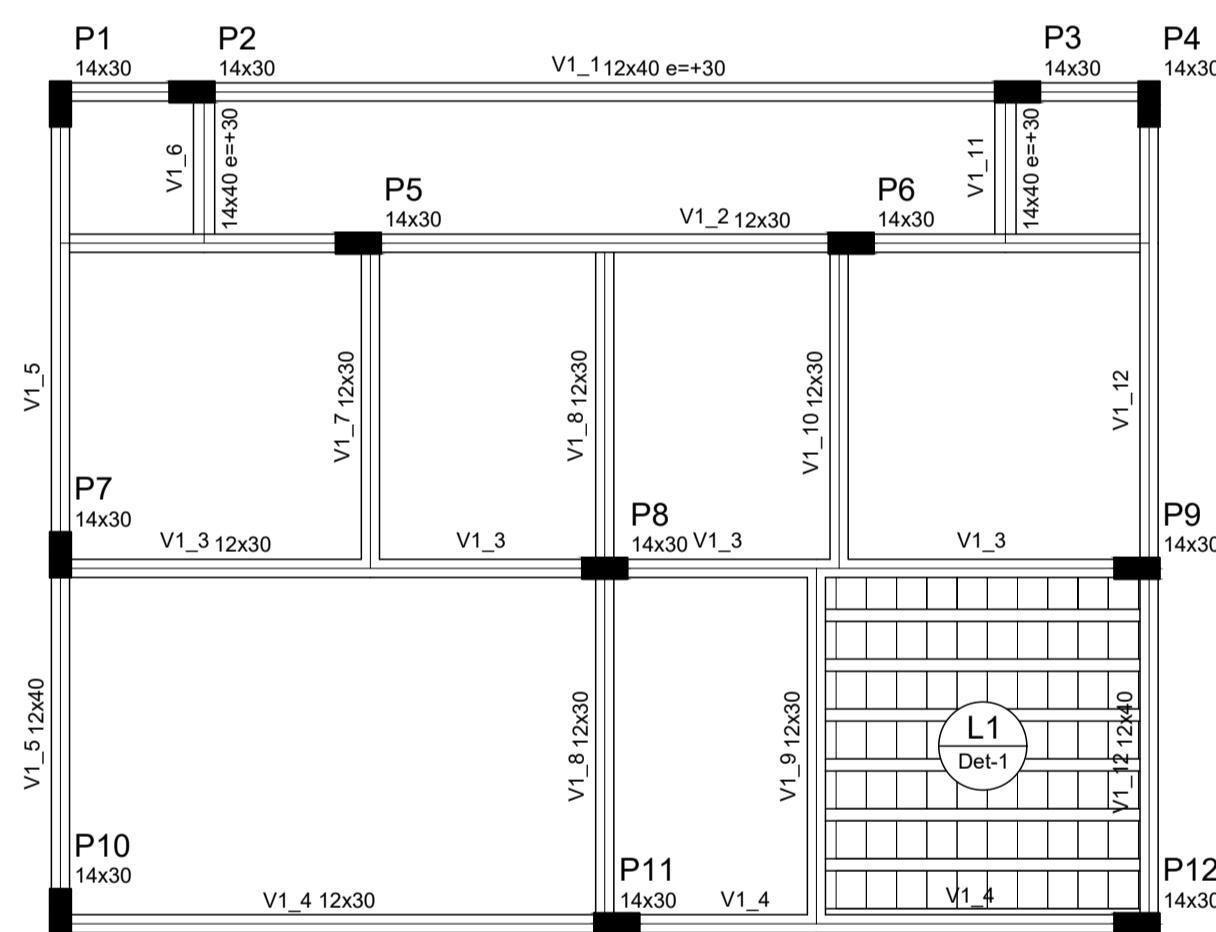 P1
14x30
P2
14x30
V1_1 12x40 e=+30
P3
14x30
P4
14x30
V1_6
14x40 e=+30
V1_11
14x40 e=+30
P5
14x30
V1_2 12x30
P6
14x30
V1_5
V1_7 12x30
V1_8 12x30
V1_10 12x30
V1_12
P7
14x30
V1_3 12x30
V1_3
P8
14x30
V1_3
V1_3
P9
14x30
V1_5 12x40
V1_8 12x30
V1_9 12x30
L1
Det-1
V1_12 12x40
P10
14x30
V1_4 12x30
P11
14x30
V1_4
V1_4
P12
14x30